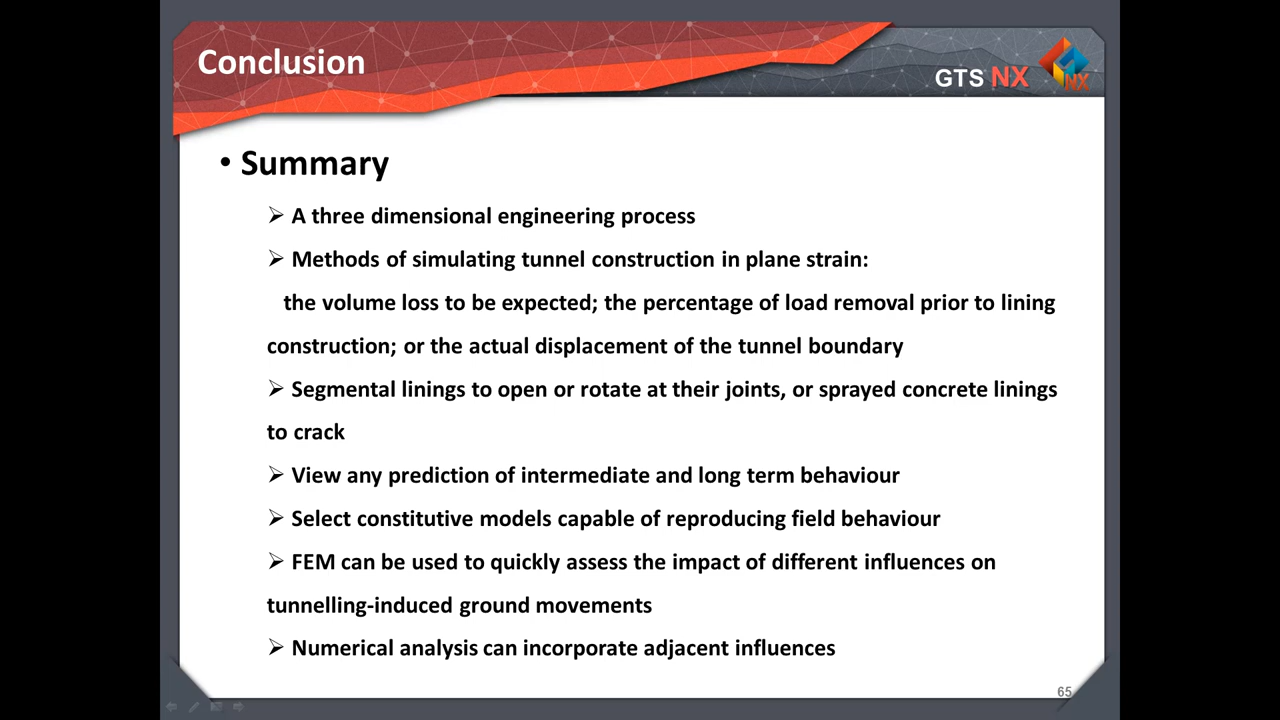 Conclusion
GTS NX
NX
• Summary
➢ A three dimensional engineering process
➢ Methods of simulating tunnel construction in plane strain:
the volume loss to be expected; the percentage of load removal prior to lining
construction; or the actual displacement of the tunnel boundary
➢ Segmental linings to open or rotate at their joints, or sprayed concrete linings
to crack
➢ View any prediction of intermediate and long term behaviour
➢ Select constitutive models capable of reproducing field behaviour
➢ FEM can be used to quickly assess the impact of different influences on
tunnelling-induced ground movements
➢ Numerical analysis can incorporate adjacent influences
65